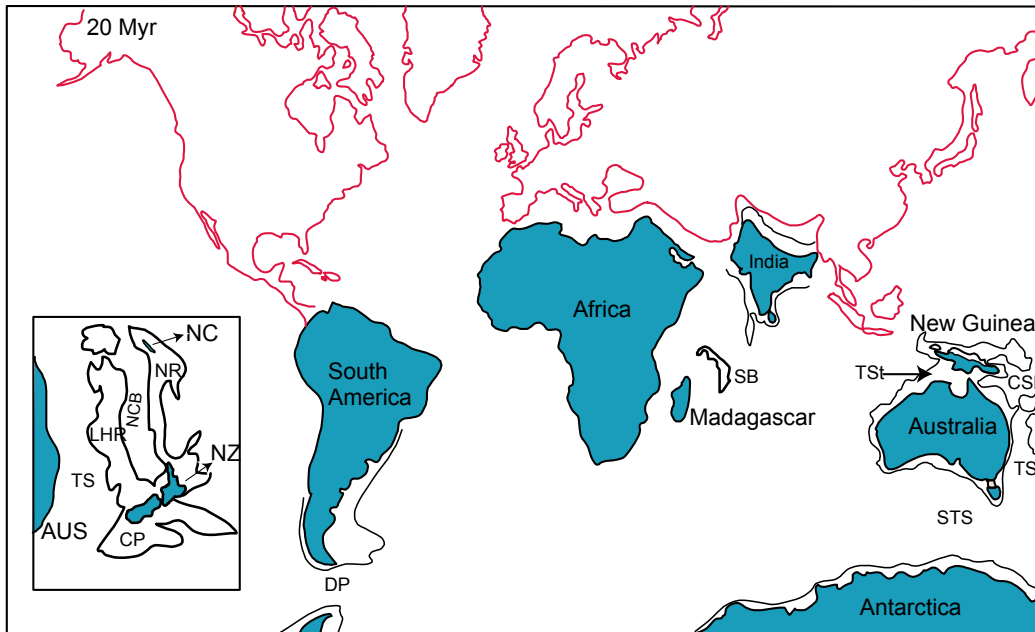 20 Myr
India
Africa
New Guinea
NC
NR
SB
TSt
CS
South
America
NCB
Madagascar
LHR
Australia
NZ
TS
TS
STS
AUS
CP
DP
Antarctica